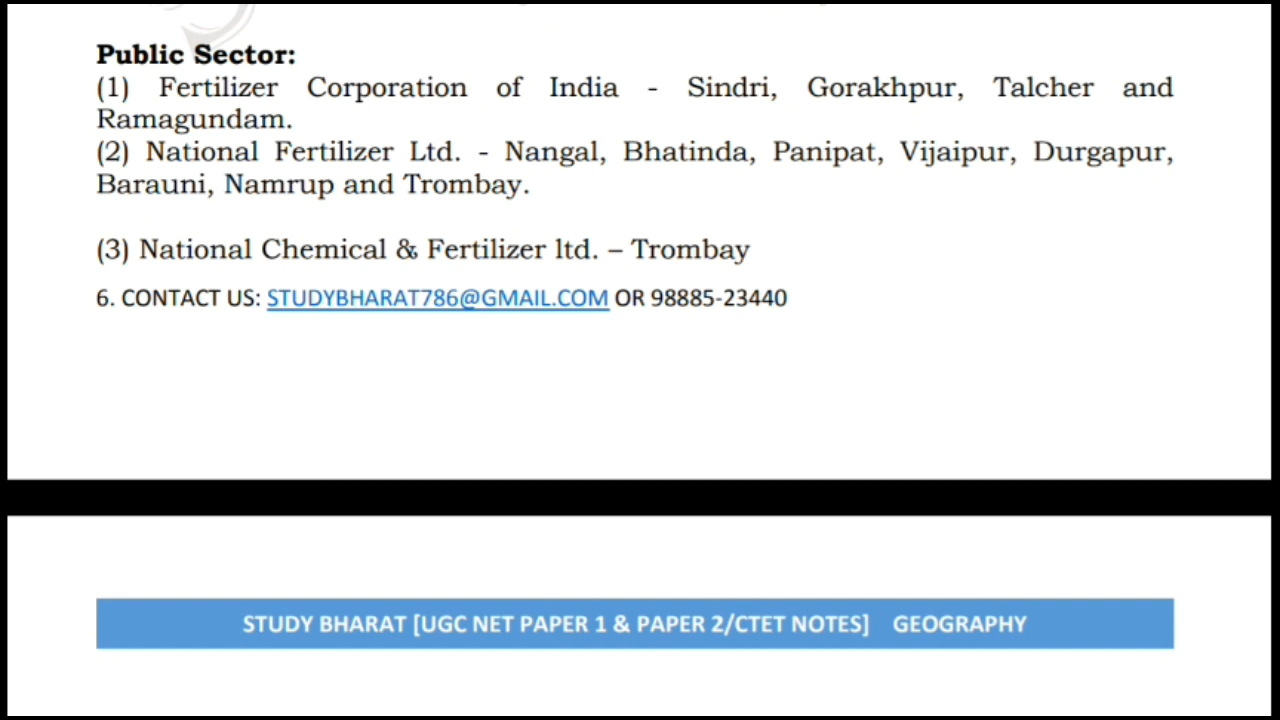 Public Sector:
(1) Fertilizer Corporation of India - Sindri, Gorakhpur, Talcher and
Ramagundam.
(2) National Fertilizer Ltd. - Nangal, Bhatinda, Panipat, Vijaipur, Durgapur,
Barauni, Namrup and Trombay.
(3) National Chemical & Fertilizer ltd. – Trombay
6. CONTACT US: STUDYBHARAT786@GMAIL.COM OR 98885-23440
STUDY BHARAT [UGC NET PAPER 1 & PAPER 2/CTET NOTES] GEOGRAPHY